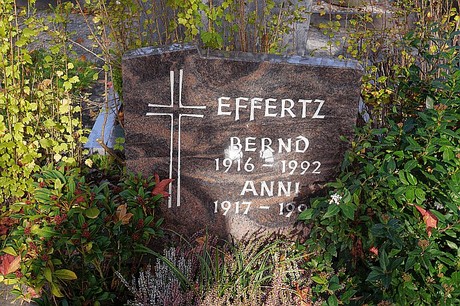 EFFERTZ
BERND
1916 - 1992
ANNI
1917 -